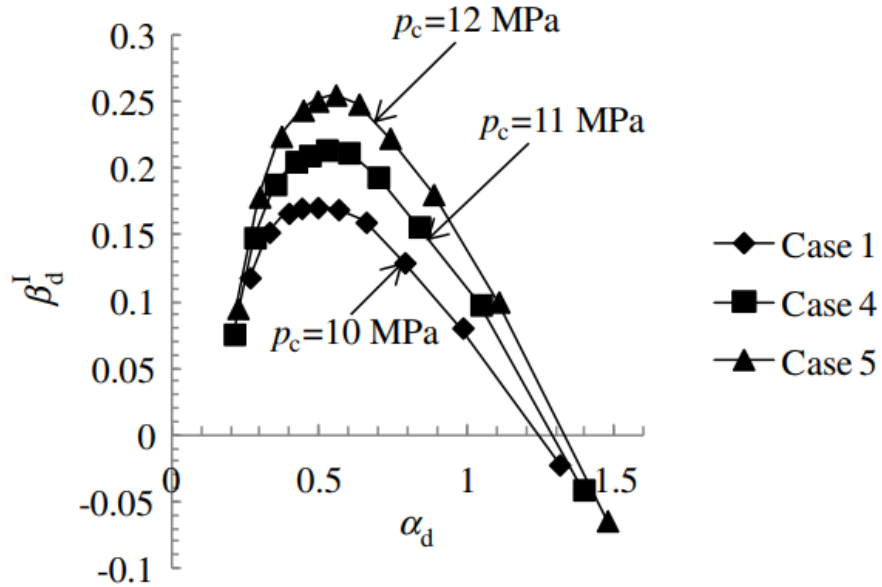 0.3
0.25
0.2
0.15
0.1
0.05
0
-0.05
-0.1
0
0.5
1
1.5
β_d^I
α_d
p_c=12 MPa
p_c=11 MPa
p_c=10 MPa
Case 1
Case 4
Case 5